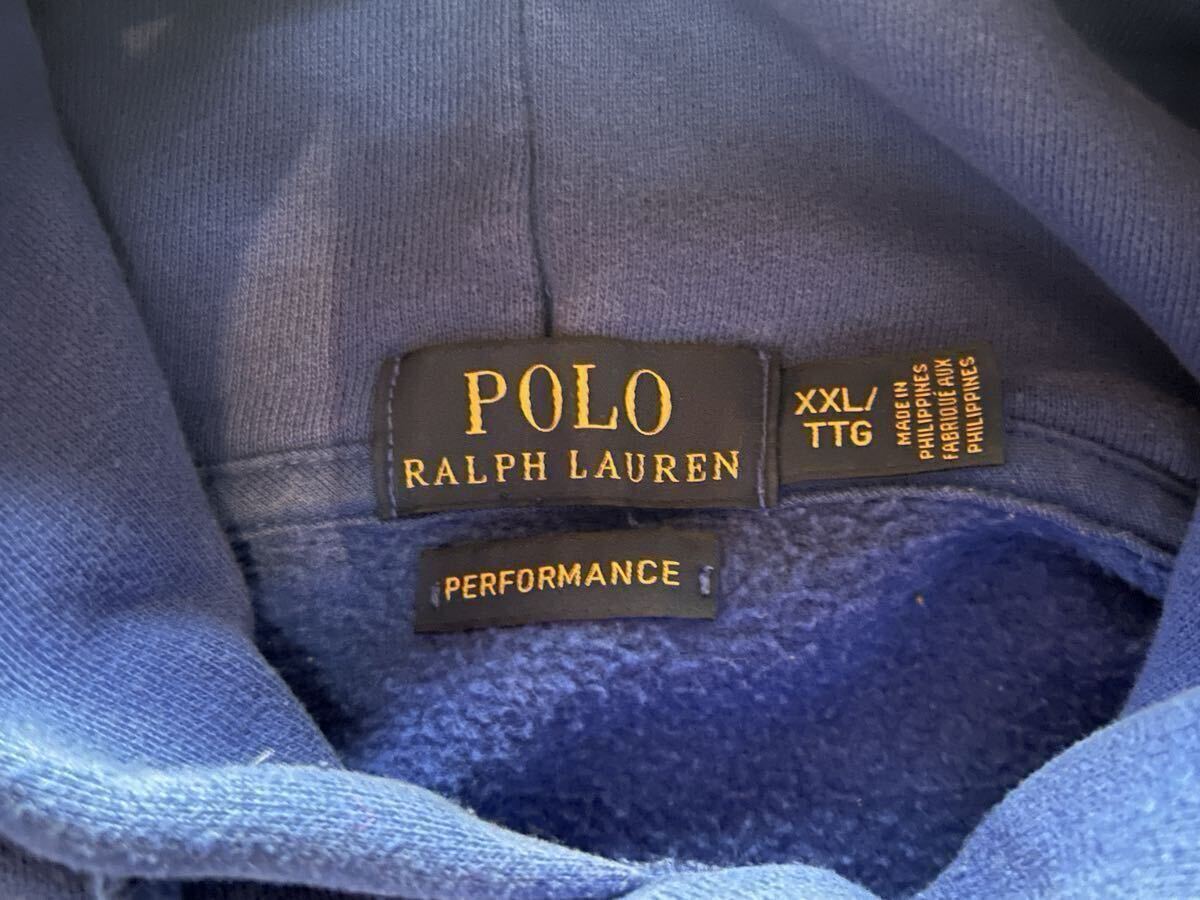 POLO
RALPH LAUREN
XXL/
TTG
MADE IN
PHILIPPINES
FABRIQUÉ AUX
PHILIPPINES
PERFORMANCE